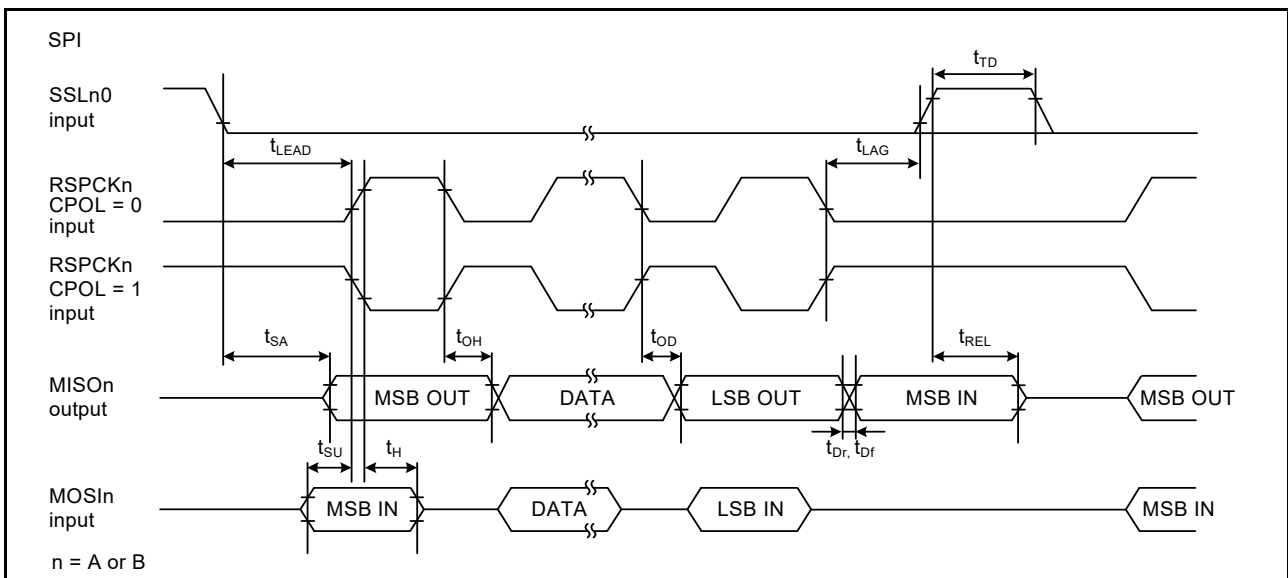 SPI
SSLn0
input
tTD
tLEAD
tLAG
RSPCKn
CPOL = 0
input
RSPCKn
CPOL = 1
input
tSA
tOH
tOD
tREL
MISOn
output
MSB OUT
DATA
LSB OUT
MSB IN
MSB OUT
tSU
tH
tDr, tDf
MOSIn
input
MSB IN
DATA
LSB IN
MSB IN
n = A or B